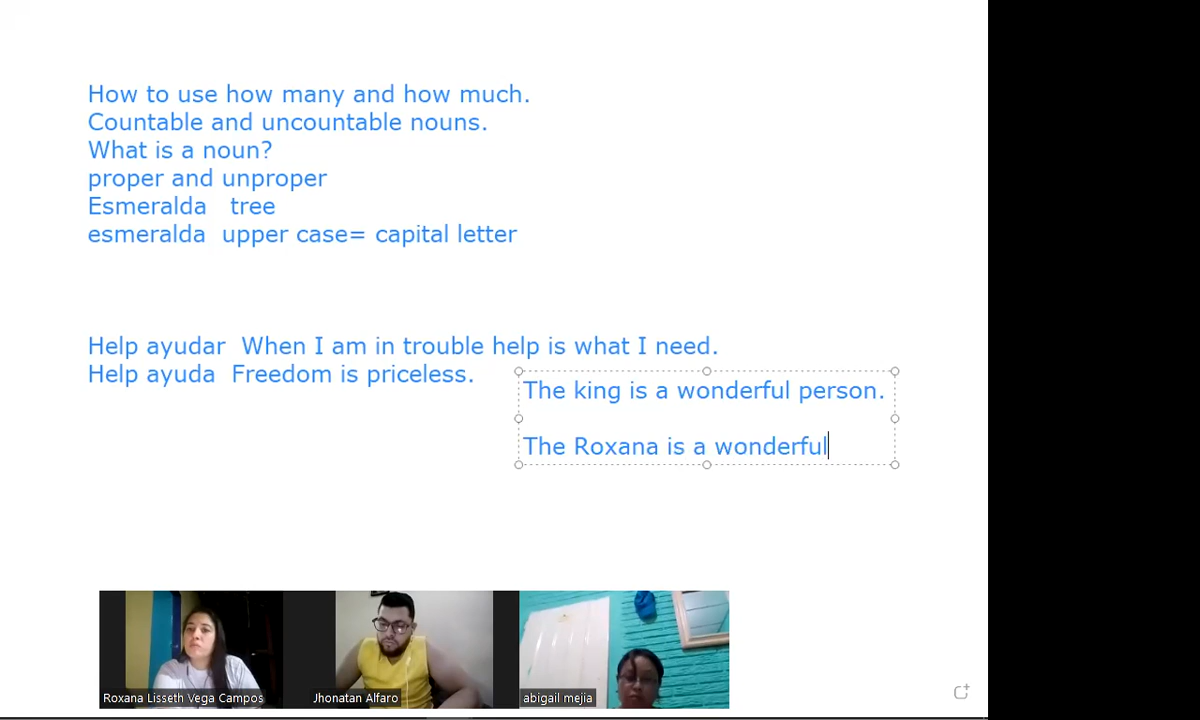 How to use how many and how much.
Countable and uncountable nouns.
What is a noun?
proper and unproper
Esmeralda tree
esmeralda upper case= capital letter
Help ayudar When I am in trouble help is what I need.
Help ayuda Freedom is priceless.
The king is a wonderful person.
The Roxana is a wonderful
Roxana Lisseth Vega Campos
Jhonatan Alfaro
abigail mejia